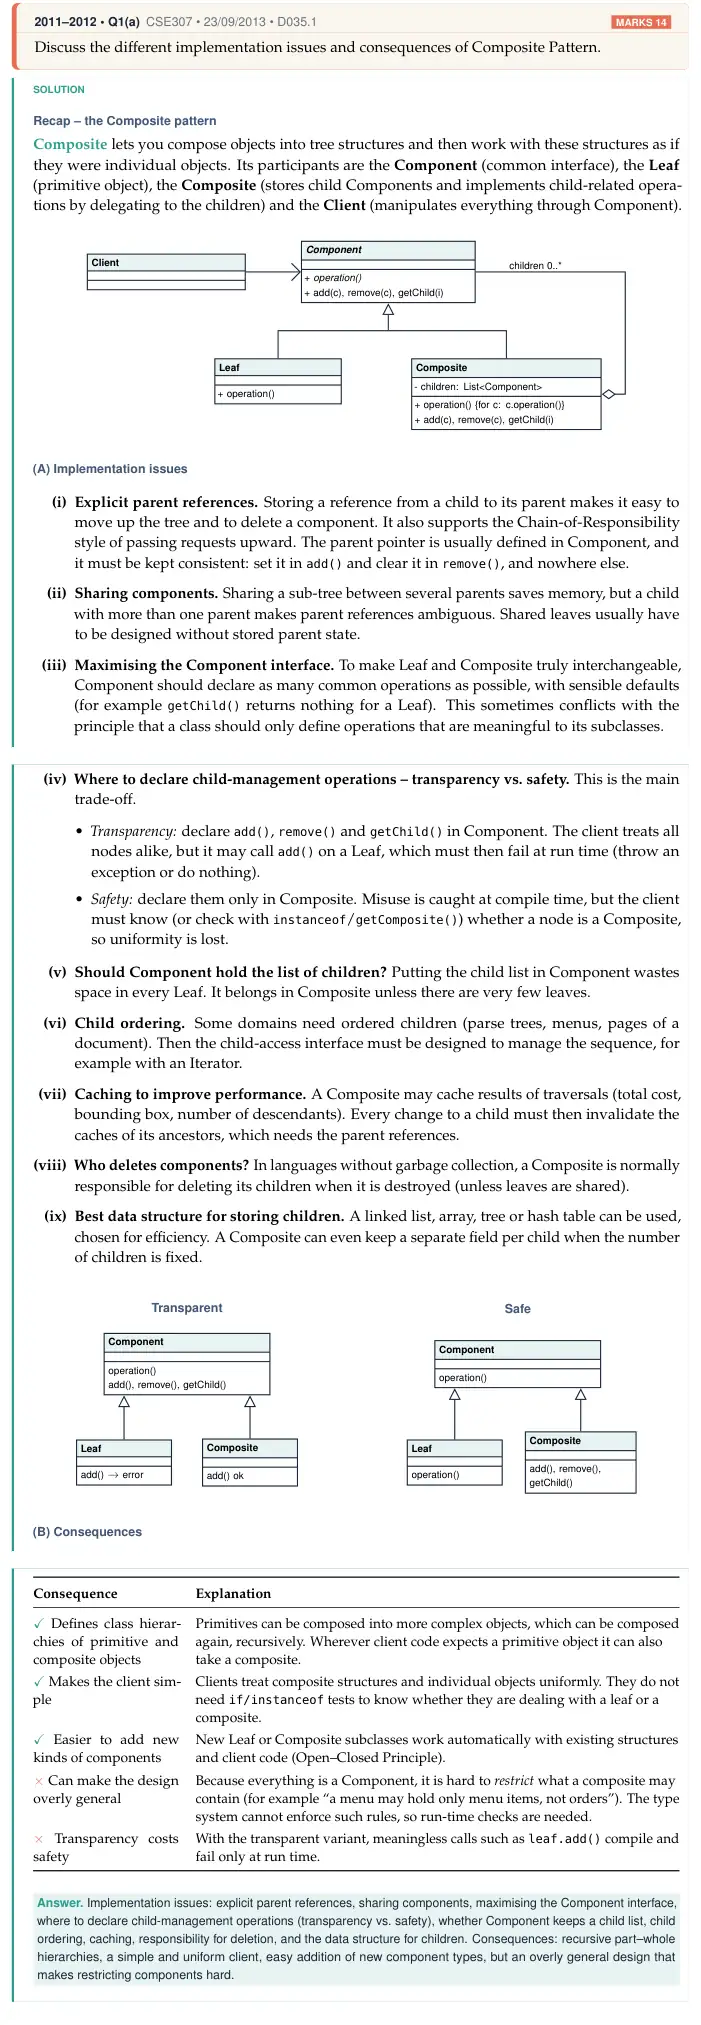 2011–2012 • Q1(a) CSE307 • 23/09/2013 • D035.1 MARKS 14
Discuss the different implementation issues and consequences of Composite Pattern.
SOLUTION
Recap – the Composite pattern
Composite lets you compose objects into tree structures and then work with these structures as if
they were individual objects. Its participants are the Component (common interface), the Leaf
(primitive object), the Composite (stores child Components and implements child-related opera-
tions by delegating to the children) and the Client (manipulates everything through Component).
Client
Component
+ operation()
+ add(c), remove(c), getChild(i)
children 0..*
Leaf
+ operation()
Composite
- children: List<Component>
+ operation() {for c: c.operation()}
+ add(c), remove(c), getChild(i)
(A) Implementation issues
(i) Explicit parent references. Storing a reference from a child to its parent makes it easy to
move up the tree and to delete a component. It also supports the Chain-of-Responsibility
style of passing requests upward. The parent pointer is usually defined in Component, and
it must be kept consistent: set it in add() and clear it in remove(), and nowhere else.
(ii) Sharing components. Sharing a sub-tree between several parents saves memory, but a child
with more than one parent makes parent references ambiguous. Shared leaves usually have
to be designed without stored parent state.
(iii) Maximising the Component interface. To make Leaf and Composite truly interchangeable,
Component should declare as many common operations as possible, with sensible defaults
(for example getChild() returns nothing for a Leaf). This sometimes conflicts with the
principle that a class should only define operations that are meaningful to its subclasses.
(iv) Where to declare child-management operations – transparency vs. safety. This is the main
trade-off.
• Transparency: declare add(), remove() and getChild() in Component. The client treats all
nodes alike, but it may call add() on a Leaf, which must then fail at run time (throw an
exception or do nothing).
• Safety: declare them only in Composite. Misuse is caught at compile time, but the client
must know (or check with instanceof/getComposite()) whether a node is a Composite,
so uniformity is lost.
(v) Should Component hold the list of children? Putting the child list in Component wastes
space in every Leaf. It belongs in Composite unless there are very few leaves.
(vi) Child ordering. Some domains need ordered children (parse trees, menus, pages of a
document). Then the child-access interface must be designed to manage the sequence, for
example with an Iterator.
(vii) Caching to improve performance. A Composite may cache results of traversals (total cost,
bounding box, number of descendants). Every change to a child must then invalidate the
caches of its ancestors, which needs the parent references.
(viii) Who deletes components? In languages without garbage collection, a Composite is normally
responsible for deleting its children when it is destroyed (unless leaves are shared).
(ix) Best data structure for storing children. A linked list, array, tree or hash table can be used,
chosen for efficiency. A Composite can even keep a separate field per child when the number
of children is fixed.
Transparent
Component
operation()
add(), remove(), getChild()
Leaf
add() → error
Composite
add() ok
Safe
Component
operation()
Leaf
operation()
Composite
add(), remove(),
getChild()
(B) Consequences
Consequence Explanation
✓ Defines class hierar- Primitives can be composed into more complex objects, which can be composed
chies of primitive and again, recursively. Wherever client code expects a primitive object it can also
composite objects take a composite.
✓ Makes the client sim- Clients treat composite structures and individual objects uniformly. They do not
ple need if/instanceof tests to know whether they are dealing with a leaf or a
composite.
✓ Easier to add new New Leaf or Composite subclasses work automatically with existing structures
kinds of components and client code (Open–Closed Principle).
× Can make the design Because everything is a Component, it is hard to restrict what a composite may
overly general contain (for example “a menu may hold only menu items, not orders”). The type
system cannot enforce such rules, so run-time checks are needed.
× Transparency costs With the transparent variant, meaningless calls such as leaf.add() compile and
safety fail only at run time.
Answer. Implementation issues: explicit parent references, sharing components, maximising the Component interface,
where to declare child-management operations (transparency vs. safety), whether Component keeps a child list, child
ordering, caching, responsibility for deletion, and the data structure for children. Consequences: recursive part–whole
hierarchies, a simple and uniform client, easy addition of new component types, but an overly general design that
makes restricting components hard.